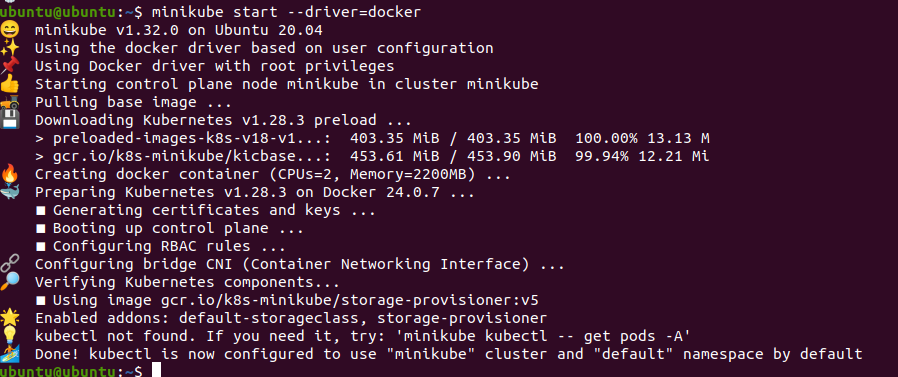 ubuntu@ubuntu:~$ minikube start --driver=docker
minikube v1.32.0 on Ubuntu 20.04
Using the docker driver based on user configuration
Using Docker driver with root privileges
Starting control plane node minikube in cluster minikube
Pulling base image ...
Downloading Kubernetes v1.28.3 preload ...
> preloaded-images-k8s-v18-v1...: 403.35 MiB / 403.35 MiB 100.00% 13.13 M
> gcr.io/k8s-minikube/kicbase...: 453.61 MiB / 453.90 MiB 99.94% 12.21 Mi
Creating docker container (CPUs=2, Memory=2200MB) ...
Preparing Kubernetes v1.28.3 on Docker 24.0.7 ...
■ Generating certificates and keys ...
■ Booting up control plane ...
■ Configuring RBAC rules ...
Configuring bridge CNI (Container Networking Interface) ...
Verifying Kubernetes components...
■ Using image gcr.io/k8s-minikube/storage-provisioner:v5
Enabled addons: default-storageclass, storage-provisioner
kubectl not found. If you need it, try: 'minikube kubectl -- get pods -A'
Done! kubectl is now configured to use "minikube" cluster and "default" namespace by default
ubuntu@ubuntu:~$